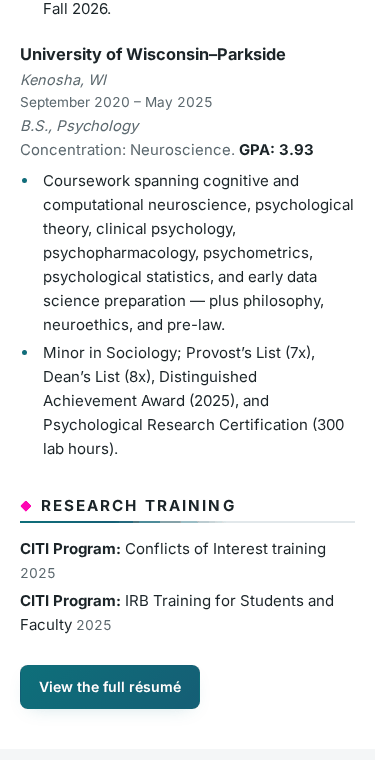 Fall 2026.
University of Wisconsin–Parkside
Kenosha, WI
September 2020 – May 2025
B.S., Psychology
Concentration: Neuroscience. GPA: 3.93
• Coursework spanning cognitive and
computational neuroscience, psychological
theory, clinical psychology,
psychopharmacology, psychometrics,
psychological statistics, and early data
science preparation — plus philosophy,
neuroethics, and pre-law.
• Minor in Sociology; Provost’s List (7x),
Dean’s List (8x), Distinguished
Achievement Award (2025), and
Psychological Research Certification (300
lab hours).
RESEARCH TRAINING
CITI Program: Conflicts of Interest training
2025
CITI Program: IRB Training for Students and
Faculty 2025
View the full résumé